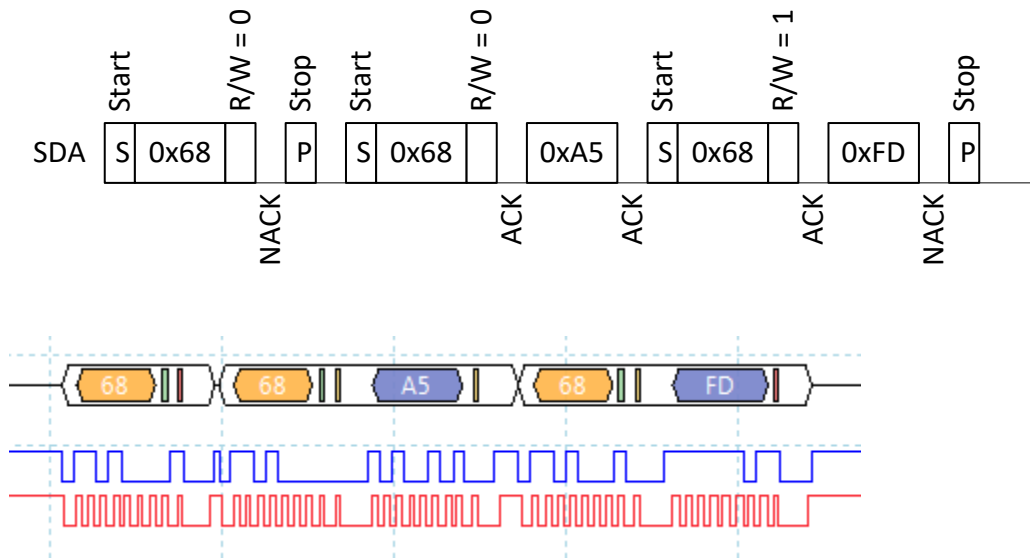 Start R/W = 0 Stop Start R/W = 0 Start R/W = 1 Stop
SDA S 0x68 P S 0x68 0xA5 S 0x68 0xFD P
NACK ACK ACK ACK NACK
68 68 A5 68 FD